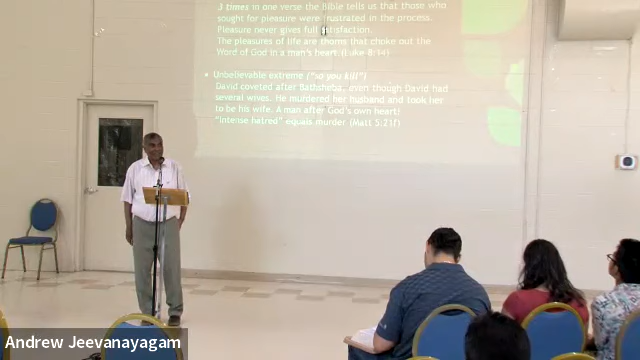 3 times in one verse the Bible tells us that those who
sought for pleasure were frustrated in the process.
Pleasure never gives full satisfaction.
The pleasures of life are thorns that choke out the
Word of God in a man's heart. (Luke 8:14)
• Unbelievable extreme ("so you kill")
David coveted after Bathsheba, even though David had
several wives. He murdered her husband and took her
to be his wife. A man after God's own heart!
"intense hatred" equals murder (Matt 5:21f)
Andrew Jeevanayagam